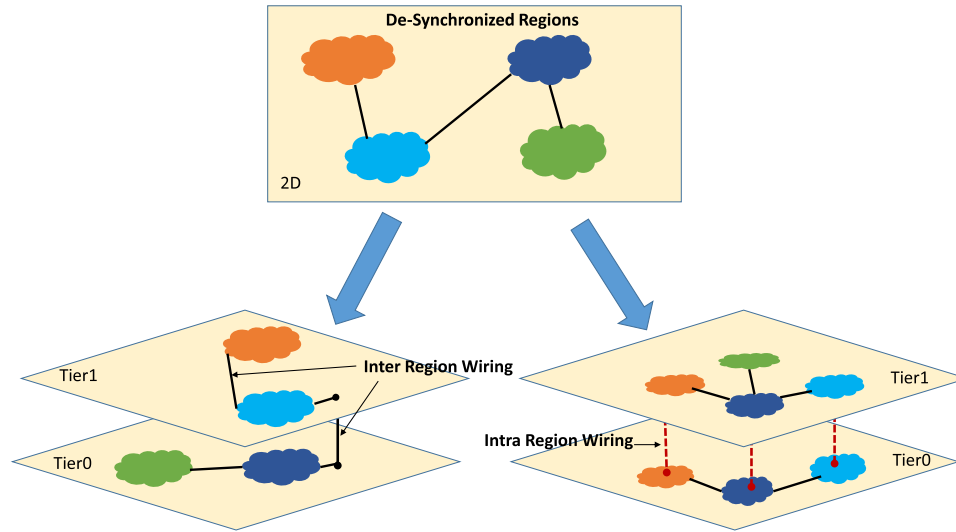 De-Synchronized Regions
2D
Tier1
Inter Region Wiring
Tier0
Tier1
Intra Region Wiring
Tier0